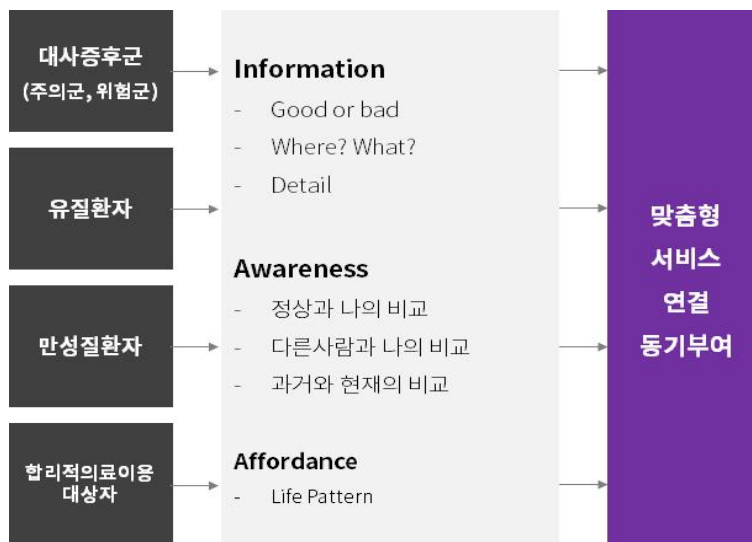 대사증후군
(주의군, 위험군)
유질환자
만성질환자
합리적의료이용
대상자
Information
- Good or bad
- Where? What?
- Detail
Awareness
- 정상과 나의 비교
- 다른사람과 나의 비교
- 과거와 현재의 비교
Affordance
- Life Pattern
맞춤형
서비스
연결
동기부여